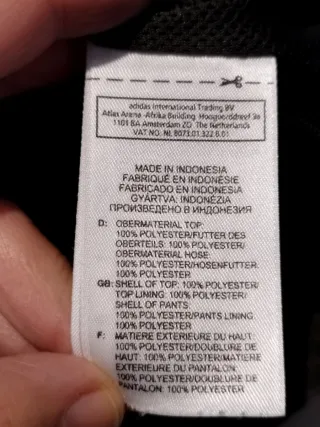 adidas International Trading BV
Atlas Arena -Afrika Building Hoogoorddreef 9a
1101 BA Amsterdam ZO The Netherlands
VAT NO. NL 8073.01.322 B.01
MADE IN INDONESIA
FABRIQUÉ EN INDONÉSIE
FABRICADO EN INDONESIA
GYÁRTVA: INDONÉZIA
ПРОИЗВЕДЕНО В ИНДОНЕЗИЯ
D: OBERMATERIAL TOP:
100% POLYESTER/FUTTER DES
OBERTEILS: 100% POLYESTER/
OBERMATERIAL HOSE:
100% POLYESTER/HOSENFUTTER:
100% POLYESTER
GB: SHELL OF TOP: 100% POLYESTER/
TOP LINING: 100% POLYESTER/
SHELL OF PANTS:
100% POLYESTER/PANTS LINING:
100% POLYESTER
F: MATIERE EXTERIEURE DU HAUT:
100% POLYESTER/DOUBLURE DE
HAUT: 100% POLYESTER/MATIERE
EXTERIEURE DU PANTALON:
100% POLYESTER/DOUBLURE DE
PANTALON: 100% POLYESTER